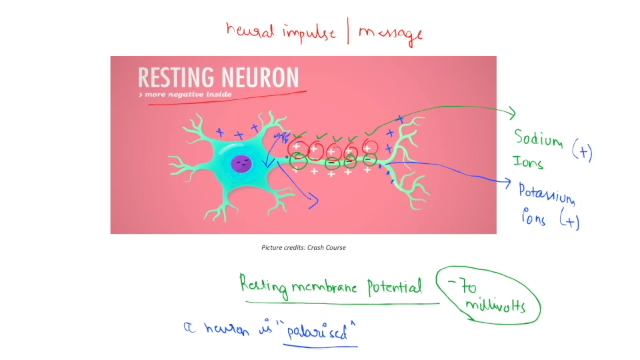 neural impulse | message
RESTING NEURON
> more negative inside
Sodium
Ions (+)
Potassium
ions (+)
Picture credits: Crash Course
Resting membrane Potential
-70
millivolts
neuron is "polarised"